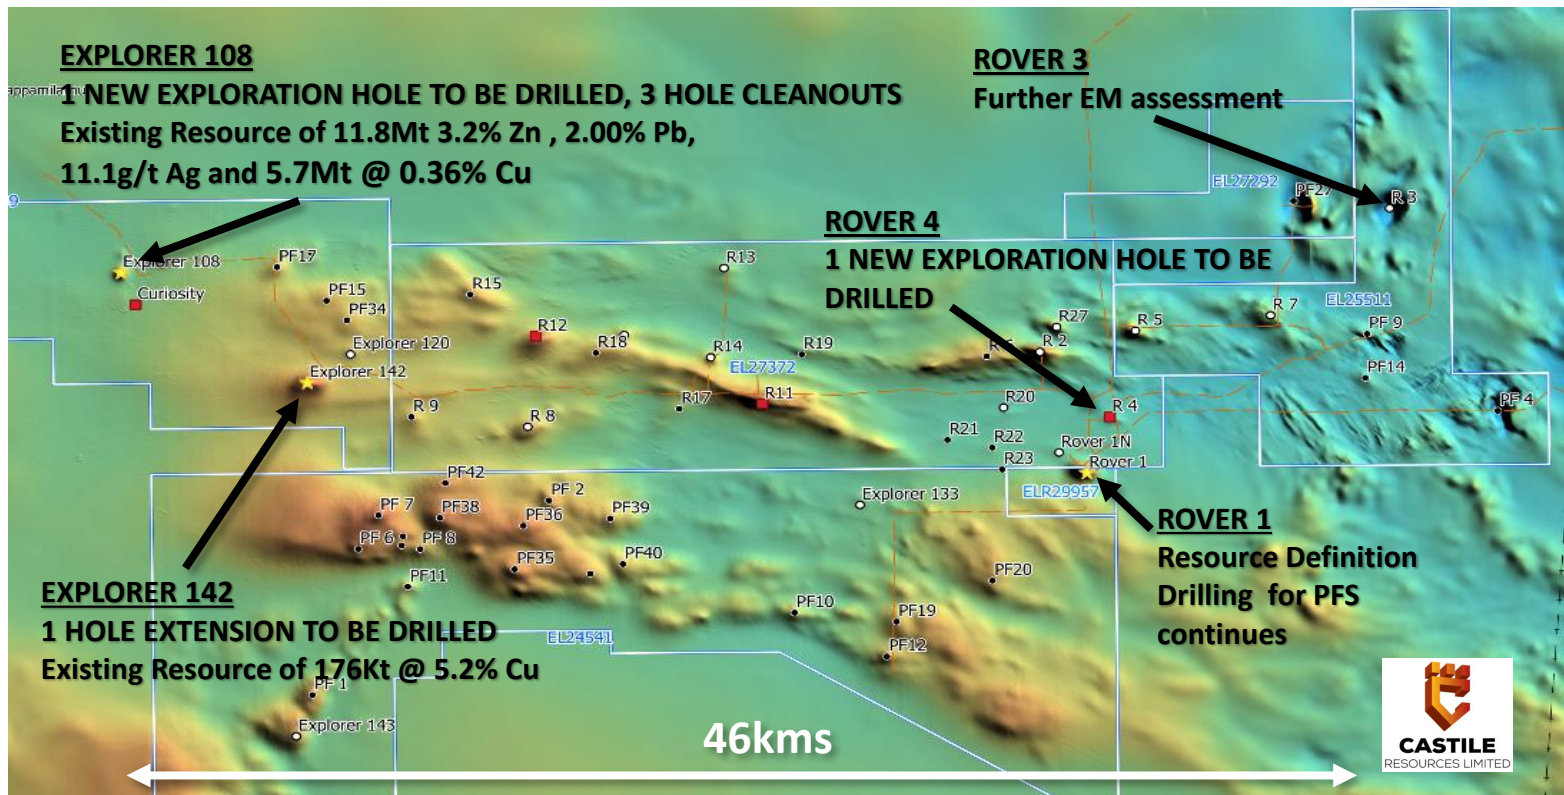 EXPLORER 108
1 NEW EXPLORATION HOLE TO BE DRILLED, 3 HOLE CLEANOUTS
Existing Resource of 11.8Mt 3.2% Zn , 2.00% Pb,
11.1g/t Ag and 5.7Mt @ 0.36% Cu
ROVER 3
Further EM assessment
ROVER 4
1 NEW EXPLORATION HOLE TO BE
DRILLED
9
EL27292
PF27
R 3
Explorer 108
PF17
R13
Curiosity
PF15
R15
PF34
R12
R18
R14
R19
R27
R 2
R 5
R 7
EL25511
PF 9
Explorer 120
Explorer 142
EL27372
PF14
R 9
R 8
R17
R11
R20
R 4
PF 4
R21
R22
Rover 1N
R23
Rover 1
PF42
PF 7
PF38
PF 2
PF36
PF39
Explorer 133
ELR29957
PF 6
PF 8
PF35
PF40
PF11
PF20
PF10
PF19
PF12
EL24541
ROVER 1
Resource Definition
Drilling for PFS
continues
EXPLORER 142
1 HOLE EXTENSION TO BE DRILLED
Existing Resource of 176Kt @ 5.2% Cu
PF 1
Explorer 143
46kms
CASTILE
RESOURCES LIMITED